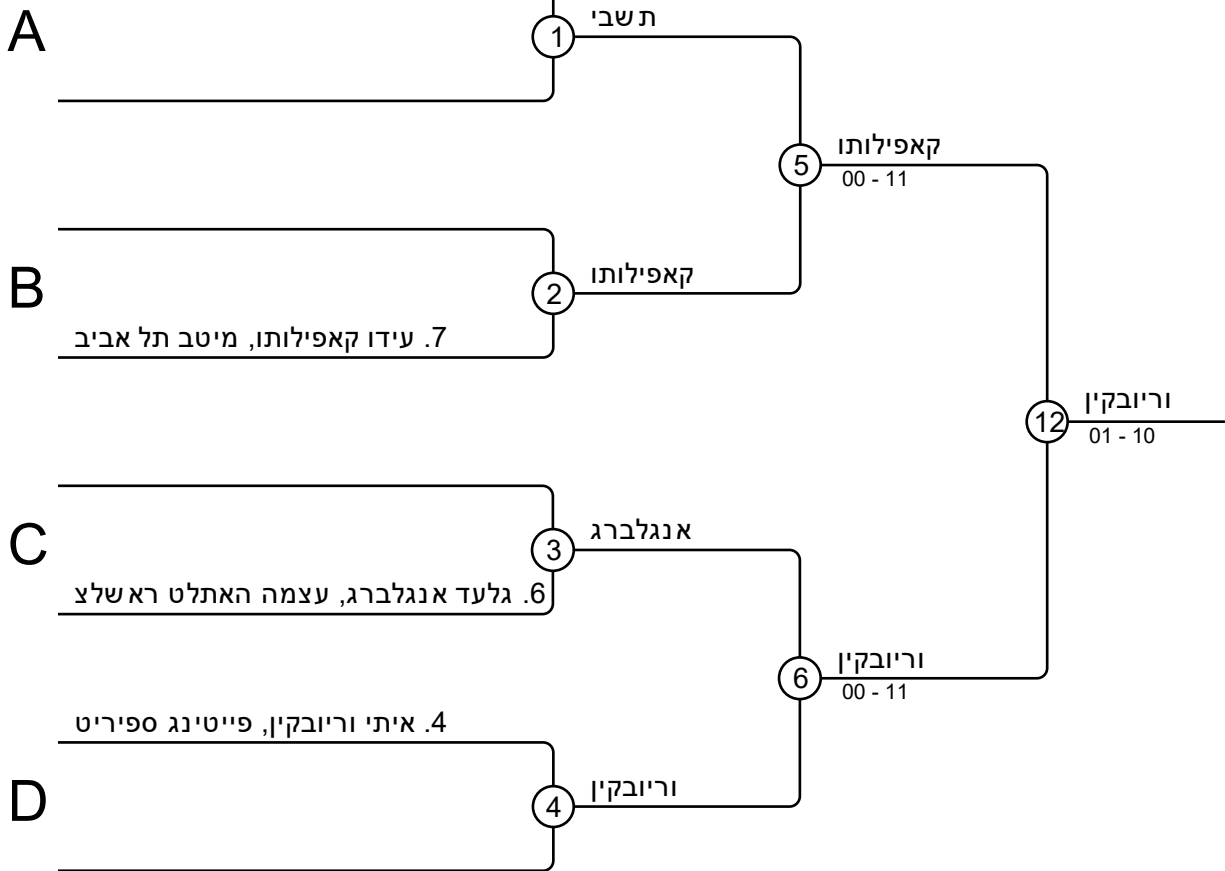 A
1
תשבי
5
קאפילותו
00 - 11
B
2
קאפילותו
7. עידו קאפילותו, מיטב תל אביב
12
וריובקין
01 - 10
C
3
אנגלברג
6. גלעד אנגלברג, עצמה האתלט ראשלצ
6
וריובקין
00 - 11
4. איתי וריובקין, פייטינג ספיריט
D
4
וריובקין